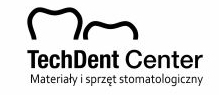 TechDent Center
Materiały i sprzęt stomatologiczny